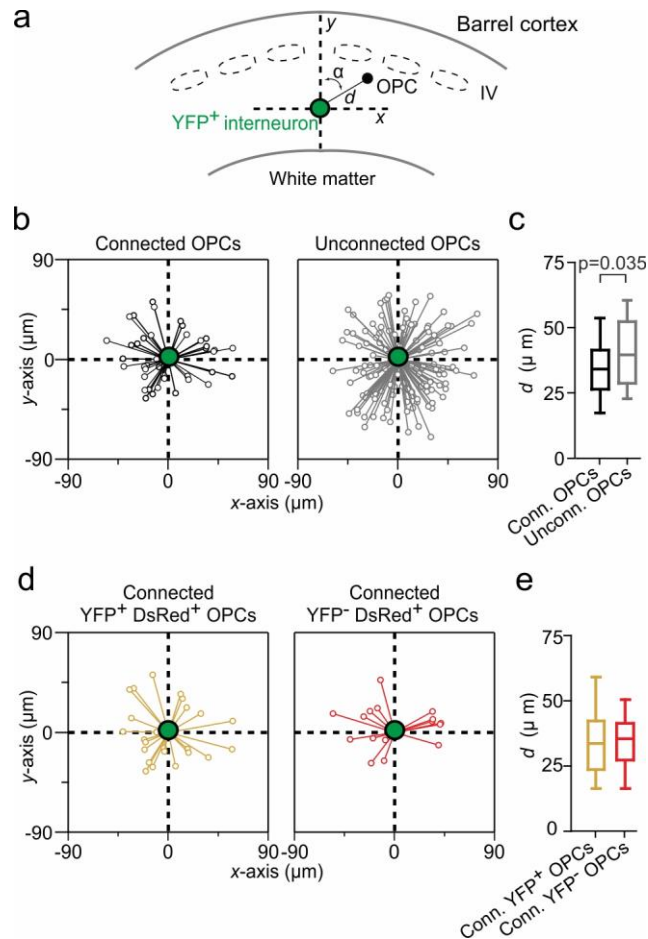 a
y
Barrel cortex
α
OPC
IV
d
YFP+ interneuron
x
White matter
b
Connected OPCs
Unconnected OPCs
c
90
0
-90
y-axis (µm)
-90
0
90
-90
0
90
x-axis (µm)
75
p=0.035
50
25
0
d (µ m)
Conn. OPCs
Unconn. OPCs
d
Connected
YFP+ DsRed+ OPCs
Connected
YFP- DsRed+ OPCs
e
90
0
-90
y-axis (µm)
-90
0
90
-90
0
90
x-axis (µm)
75
50
25
0
d (µ m)
Conn. YFP+ OPCs
Conn. YFP- OPCs